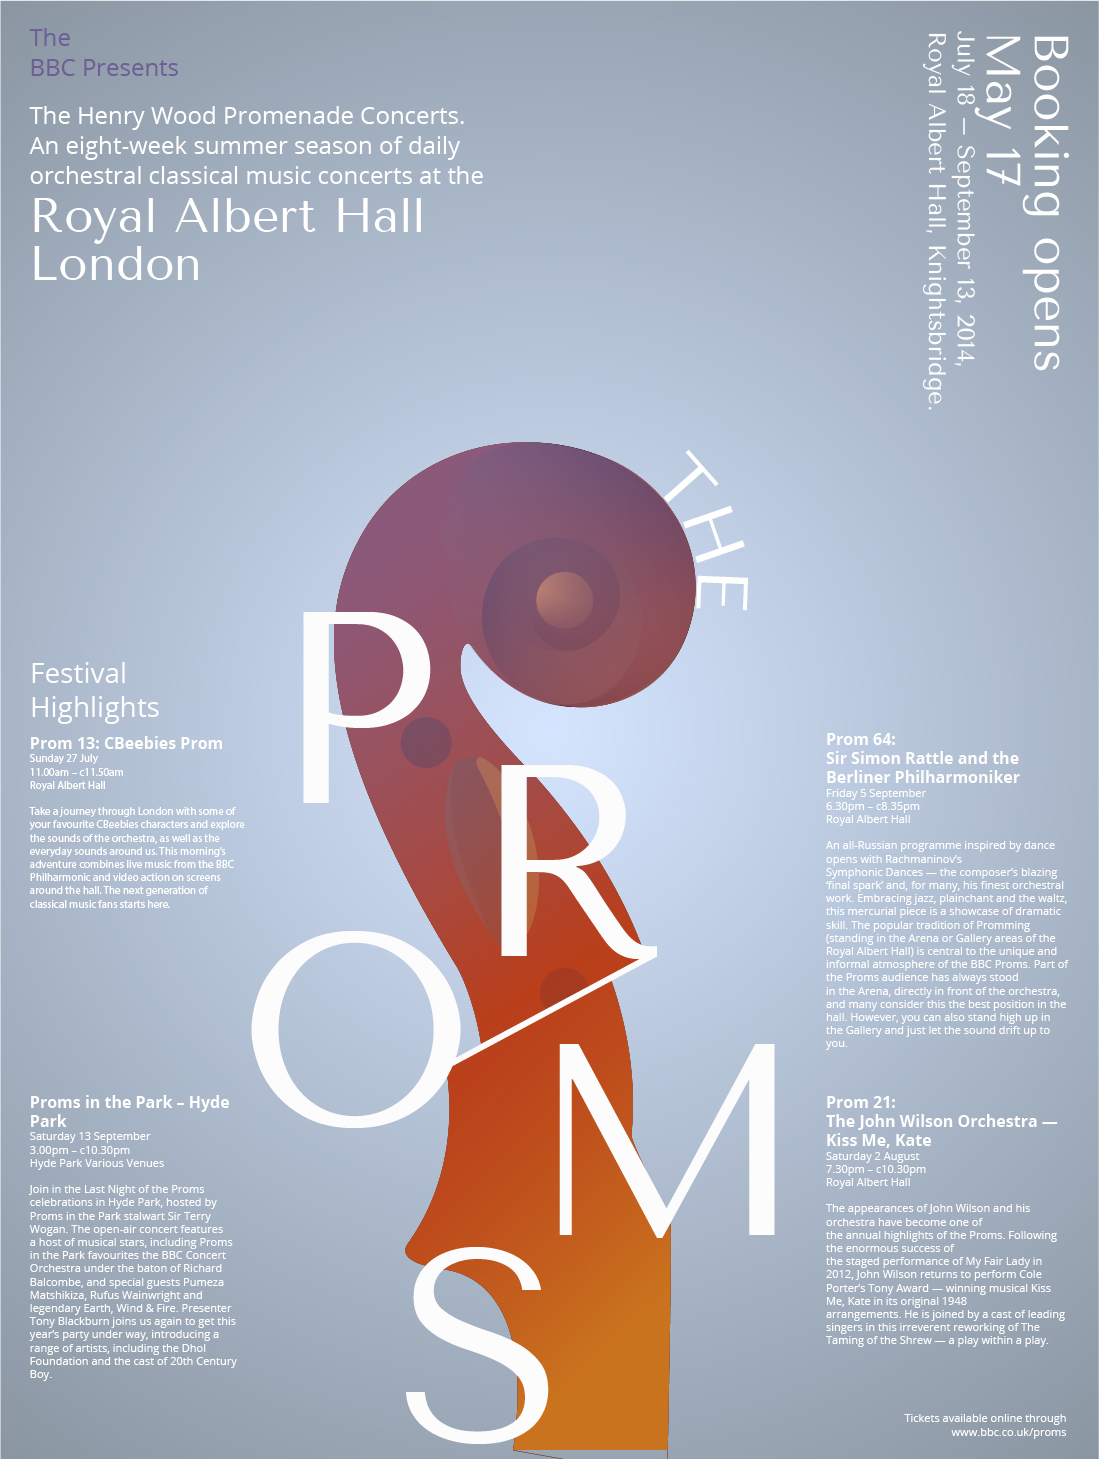 The
BBC Presents
The Henry Wood Promenade Concerts.
An eight-week summer season of daily
orchestral classical music concerts at the
Royal Albert Hall
London
Booking opens
May 17
July 18 — September 13, 2014,
Royal Albert Hall, Knightsbridge.
THE
PROMS
Festival
Highlights
Prom 13: CBeebies Prom
Sunday 27 July
11.00am – c11.50am
Royal Albert Hall
Take a journey through London with some of
your favourite CBeebies characters and explore
the sounds of the orchestra, as well as the
everyday sounds around us. This morning's
adventure combines live music from the BBC
Philharmonic and video action on screens
around the hall. The next generation of
classical music fans starts here.
Proms in the Park – Hyde
Park
Saturday 13 September
3.00pm – c10.30pm
Hyde Park Various Venues
Join in the Last Night of the Proms
celebrations in Hyde Park, hosted by
Proms in the Park stalwart Sir Terry
Wogan. The open-air concert features
a host of musical stars, including Proms
in the Park favourites the BBC Concert
Orchestra under the baton of Richard
Balcombe, and special guests Pumeza
Matshikiza, Rufus Wainwright and
legendary Earth, Wind & Fire. Presenter
Tony Blackburn joins us again to get this
year's party under way, introducing a
range of artists, including the Dhol
Foundation and the cast of 20th Century
Boy.
Prom 64:
Sir Simon Rattle and the
Berliner Philharmoniker
Friday 5 September
6.30pm – c8.35pm
Royal Albert Hall
An all-Russian programme inspired by dance
opens with Rachmaninov's
Symphonic Dances — the composer's blazing
'final spark' and, for many, his finest orchestral
work. Embracing jazz, plainchant and the waltz,
this mercurial piece is a showcase of dramatic
skill. The popular tradition of Promming
(standing in the Arena or Gallery areas of the
Royal Albert Hall) is central to the unique and
informal atmosphere of the BBC Proms. Part of
the Proms audience has always stood
in the Arena, directly in front of the orchestra,
and many consider this the best position in the
hall. However, you can also stand high up in
the Gallery and just let the sound drift up to
you.
Prom 21:
The John Wilson Orchestra —
Kiss Me, Kate
Saturday 2 August
7.30pm – c10.30pm
Royal Albert Hall
The appearances of John Wilson and his
orchestra have become one of
the annual highlights of the Proms. Following
the enormous success of
the staged performance of My Fair Lady in
2012, John Wilson returns to perform Cole
Porter's Tony Award — winning musical Kiss
Me, Kate in its original 1948
arrangements. He is joined by a cast of leading
singers in this irreverent reworking of The
Taming of the Shrew — a play within a play.
Tickets available online through
www.bbc.co.uk/proms